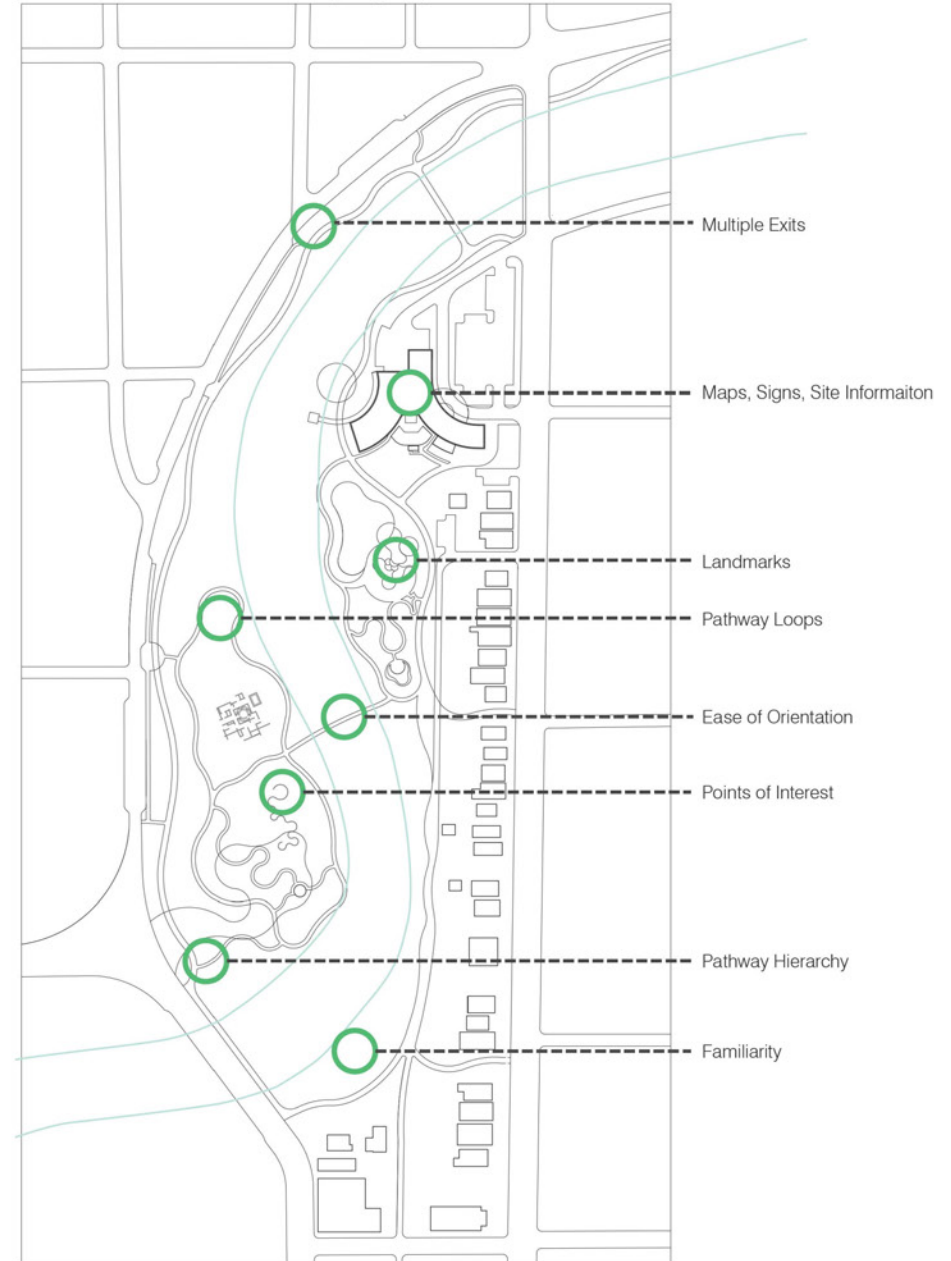 Multiple Exits
Maps, Signs, Site Informaiton
Landmarks
Pathway Loops
Ease of Orientation
Points of Interest
Pathway Hierarchy
Familiarity